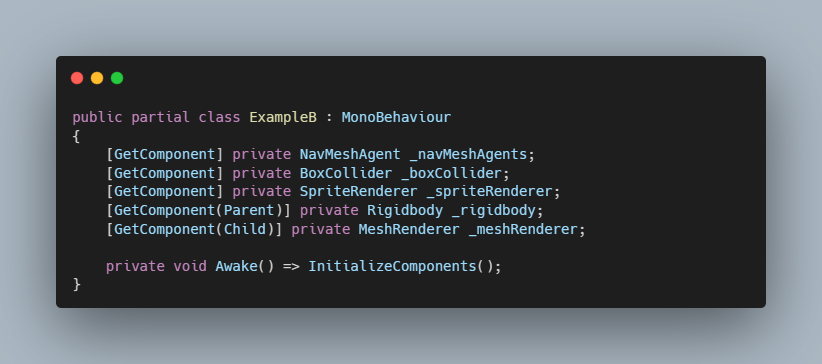 public partial class ExampleB : MonoBehaviour
{
    [GetComponent] private NavMeshAgent _navMeshAgents;
    [GetComponent] private BoxCollider _boxCollider;
    [GetComponent] private SpriteRenderer _spriteRenderer;
    [GetComponent(Parent)] private Rigidbody _rigidbody;
    [GetComponent(Child)] private MeshRenderer _meshRenderer;

    private void Awake() => InitializeComponents();
}